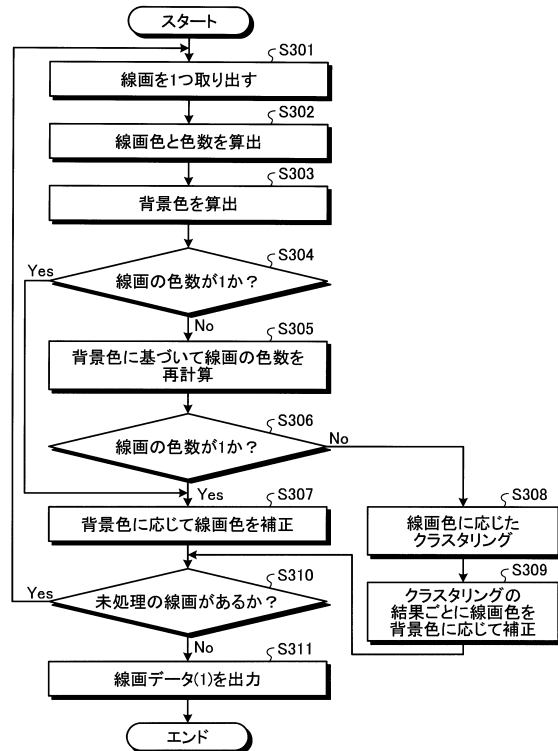 スタート
S301
線画を1つ取り出す
S302
線画色と色数を算出
S303
背景色を算出
S304
Yes
線画の色数が1か？
No
S305
背景色に基づいて線画の色数を
再計算
S306
線画の色数が1か？
No
Yes
S307
背景色に応じて線画色を補正
S308
線画色に応じた
クラスタリング
S309
クラスタリングの
結果ごとに線画色を
背景色に応じて補正
S310
Yes
未処理の線画があるか？
No
S311
線画データ(1)を出力
エンド